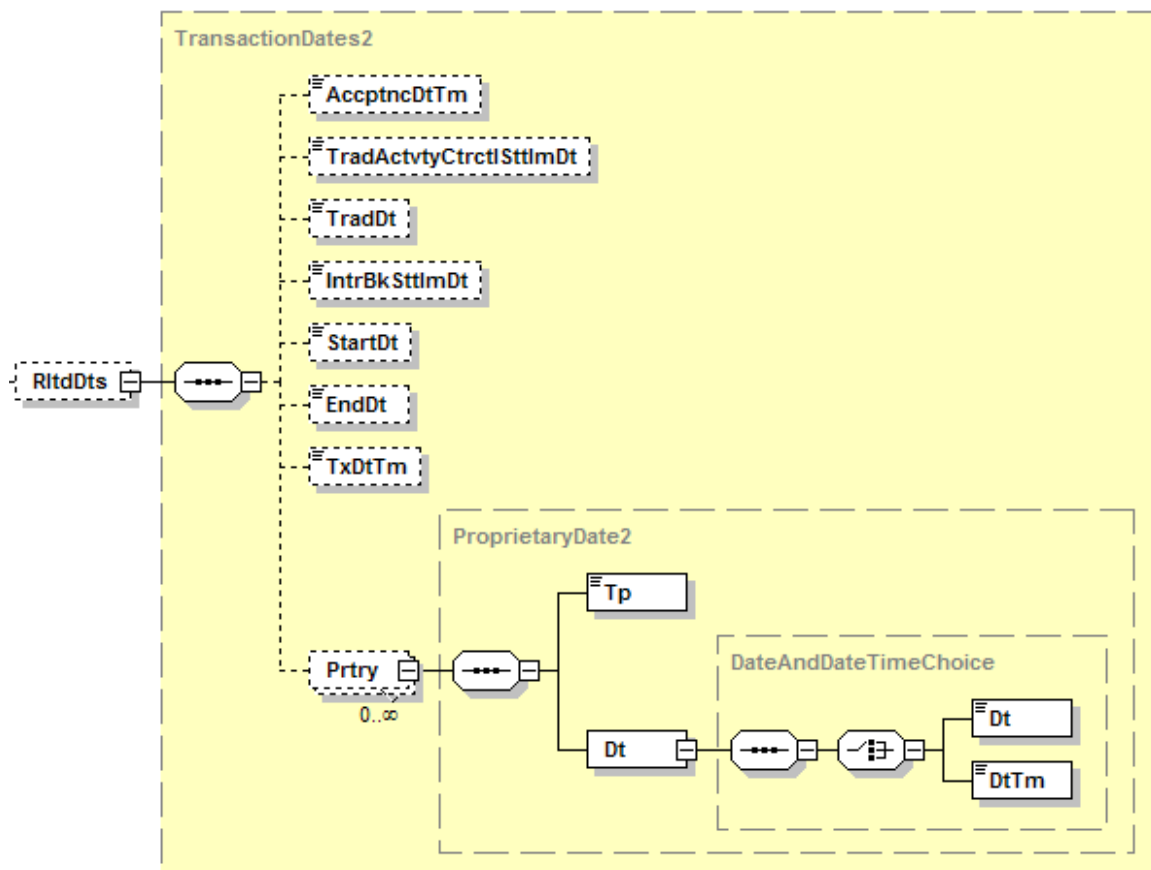 TransactionDates2
AccptncDtTm
TradActvtyCtrctlSttlmDt
TradDt
IntrBkSttlmDt
StartDt
RltdDts
EndDt
TxDtTm
ProprietaryDate2
Tp
Prtry
0..∞
DateAndDateTimeChoice
Dt
Dt
DtTm